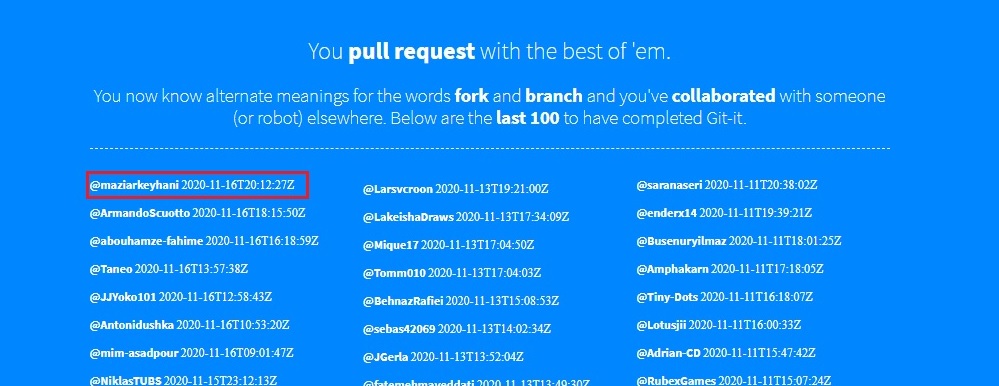 You pull request with the best of 'em.
You now know alternate meanings for the words fork and branch and you've collaborated with someone
(or robot) elsewhere. Below are the last 100 to have completed Git-it.
@maziarkeyhani 2020-11-16T20:12:27Z
@ArmandoScuotto 2020-11-16T18:15:50Z
@abouhamze-fahime 2020-11-16T16:18:59Z
@Taneo 2020-11-16T13:57:38Z
@JJYoko101 2020-11-16T12:58:43Z
@Antonidushka 2020-11-16T10:53:20Z
@mim-asadpour 2020-11-16T09:01:47Z
@NiklasTUBS 2020-11-15T23:12:13Z
@Larsvcroon 2020-11-13T19:21:00Z
@LakeishaDraws 2020-11-13T17:34:09Z
@Mique17 2020-11-13T17:04:50Z
@Tomm010 2020-11-13T17:04:03Z
@BehnazRafiei 2020-11-13T15:08:53Z
@sebas42069 2020-11-13T14:02:34Z
@JGerla 2020-11-13T13:52:04Z
@fatemehmayeddati 2020-11-13T13:49:30Z
@saranaseri 2020-11-11T20:38:02Z
@enderx14 2020-11-11T19:39:21Z
@Busenuryilmaz 2020-11-11T18:01:25Z
@Amphakarn 2020-11-11T17:18:05Z
@Tiny-Dots 2020-11-11T16:18:07Z
@Lotusjii 2020-11-11T16:00:33Z
@Adrian-CD 2020-11-11T15:47:42Z
@RubexGames 2020-11-11T15:07:24Z